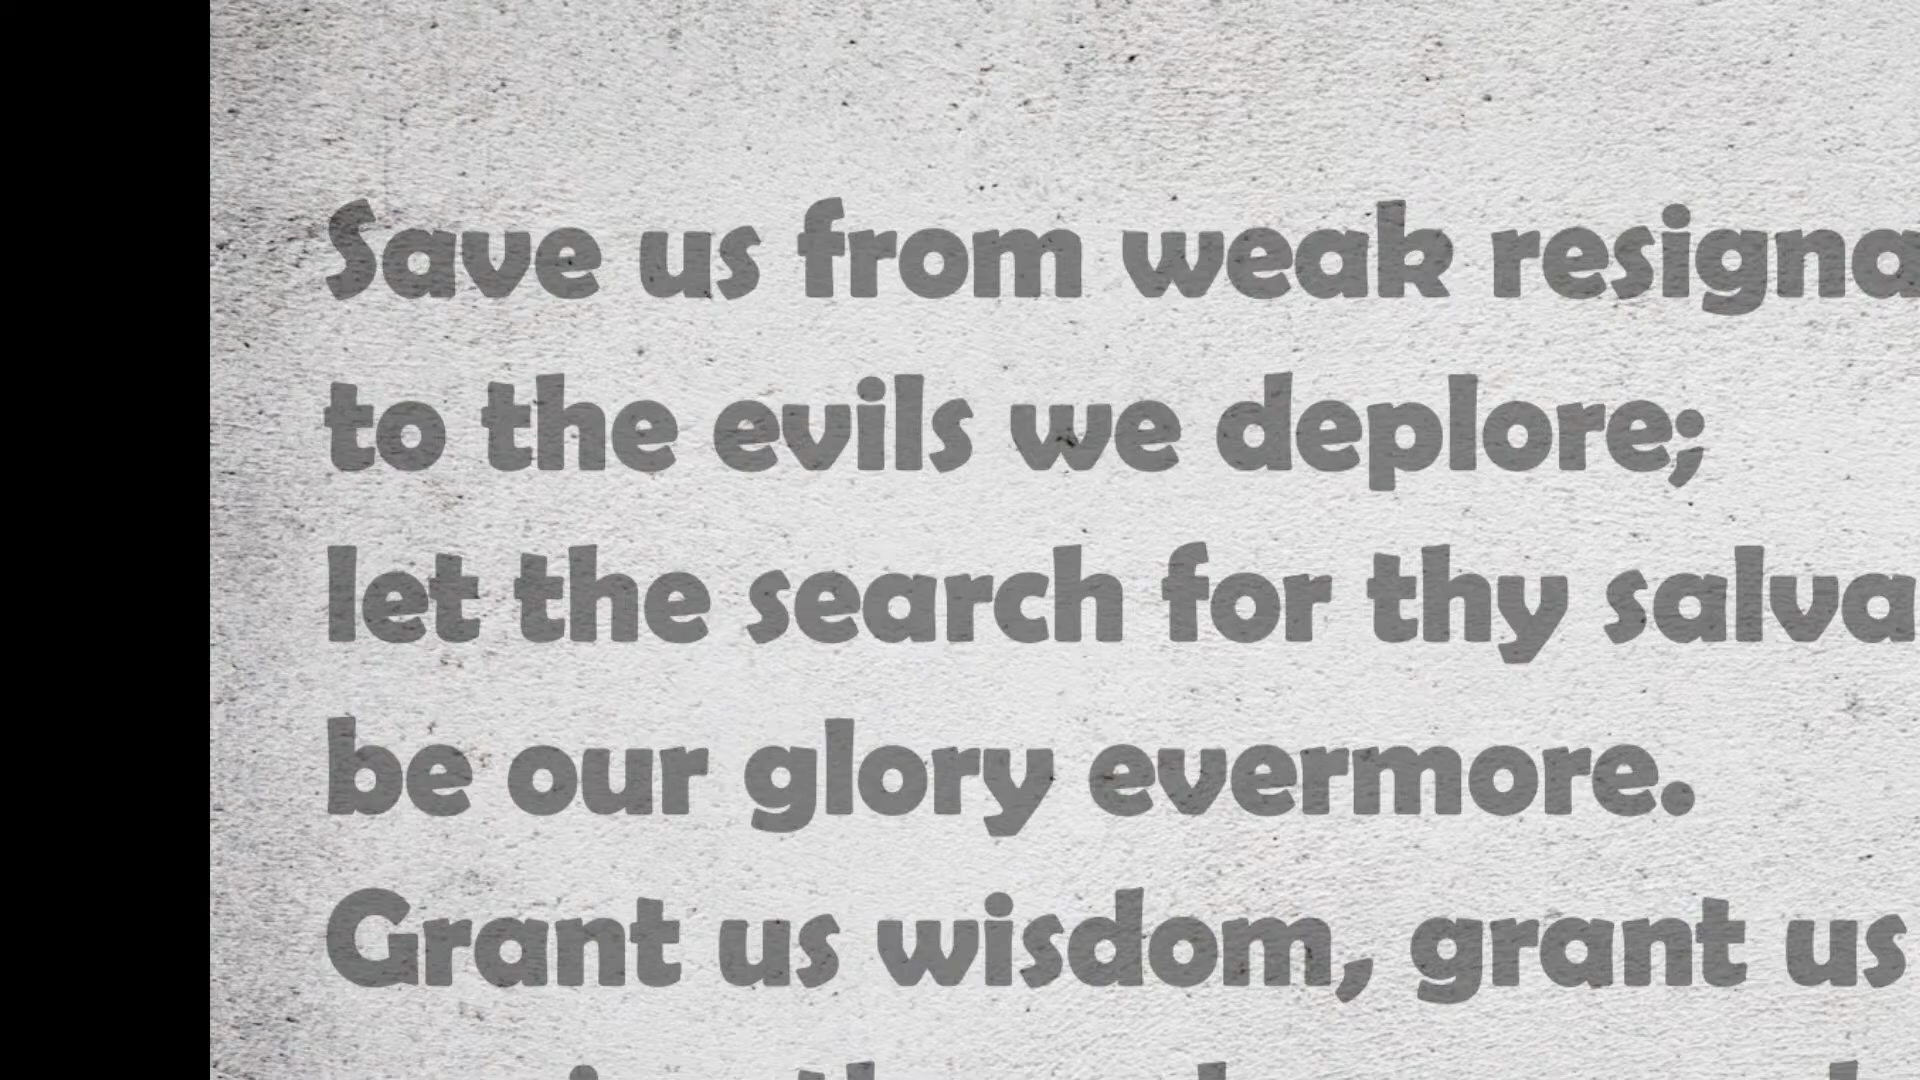 Save us from weak resigna
to the evils we deplore;
let the search for thy salva
be our glory evermore.
Grant us wisdom, grant us